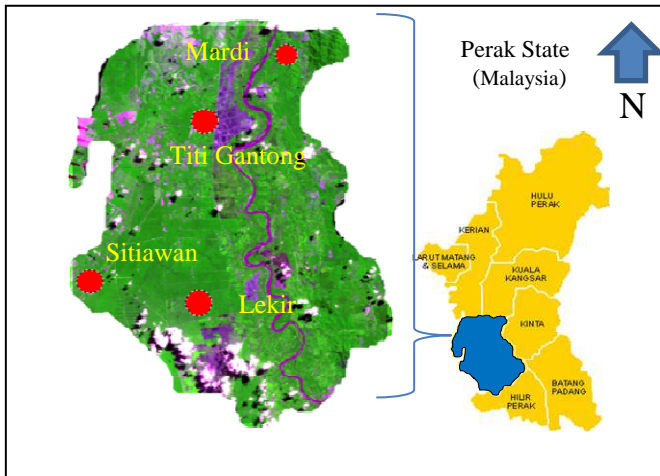 Mardi
Titi Gantong
Sitiawan
Lekir
Perak State
(Malaysia)
N
HULU
PERAK
KERIAN
LARUT MATANG
& SELAMA
KUALA
KANGSAR
KINTA
BATANG
PADANG
HILIR
PERAK